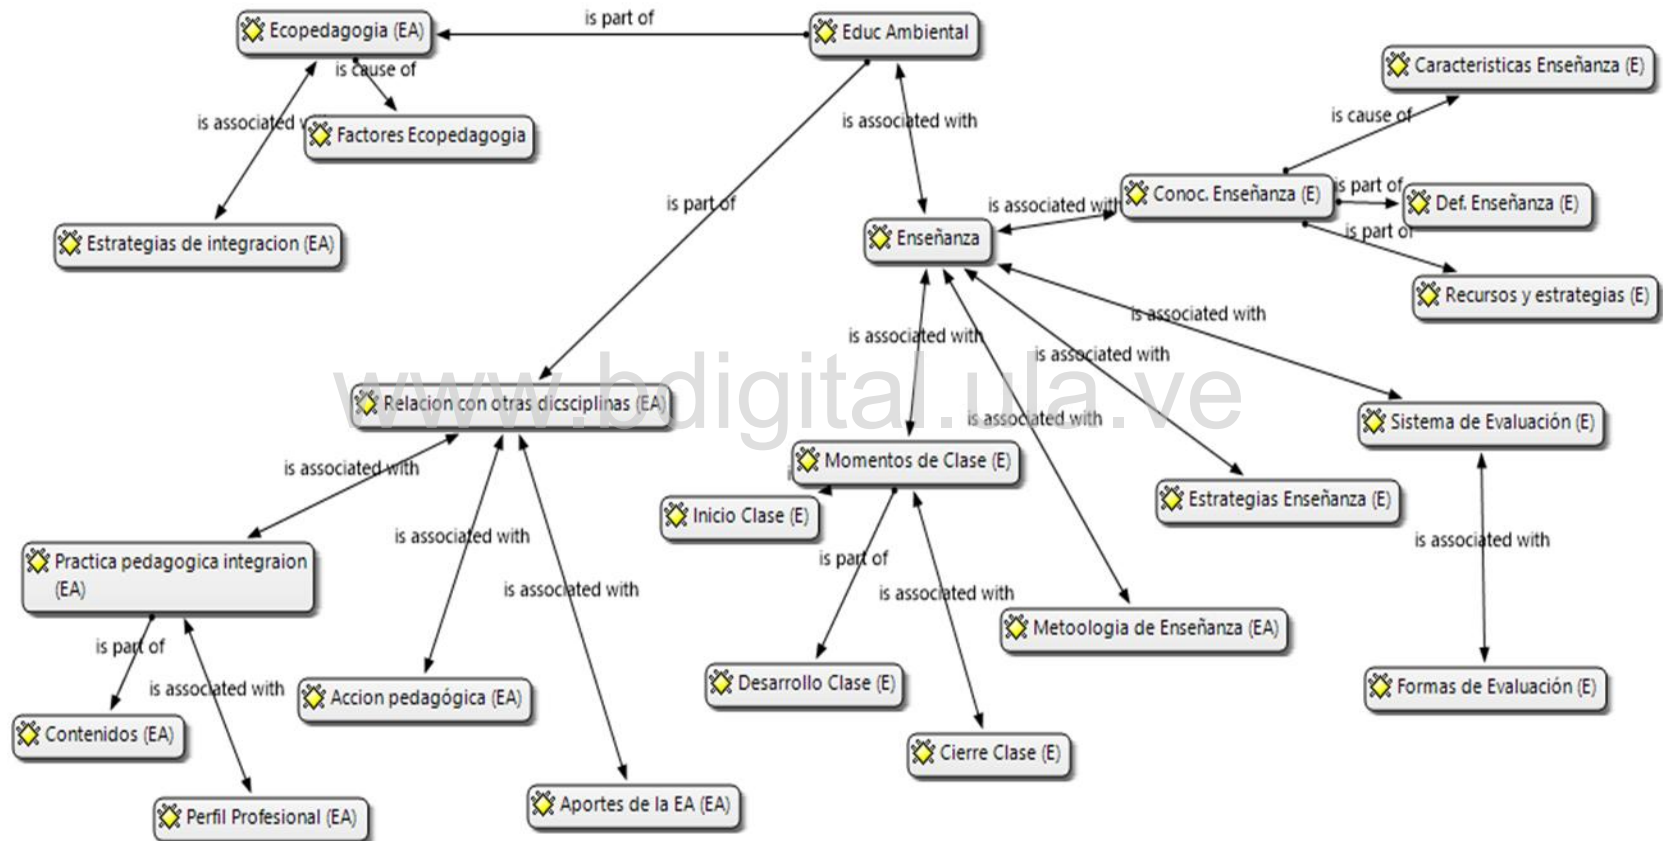 Ecopedagogia (EA)
is part of
Educ Ambiental
is cause of
Caracteristicas Enseñanza (E)
is associated with
Factores Ecopedagogia
is associated with
is cause of
Estrategias de integracion (EA)
is part of
Enseñanza
is associated with
Conoc. Enseñanza (E)
is part of
Def. Enseñanza (E)
is part of
Recursos y estrategias (E)
is associated with
is associated with
is associated with
is associated with
www.bdigital.ula.ve
Relacion con otras dicsciplinas (EA)
Sistema de Evaluación (E)
is associated with
Momentos de Clase (E)
Estrategias Enseñanza (E)
Inicio Clase (E)
is associated with
is part of
is associated with
Practica pedagogica integraion
(EA)
is associated with
is associated with
Metoologia de Enseñanza (EA)
is part of
is associated with
Accion pedagógica (EA)
Desarrollo Clase (E)
Formas de Evaluación (E)
Contenidos (EA)
Cierre Clase (E)
Perfil Profesional (EA)
Aportes de la EA (EA)